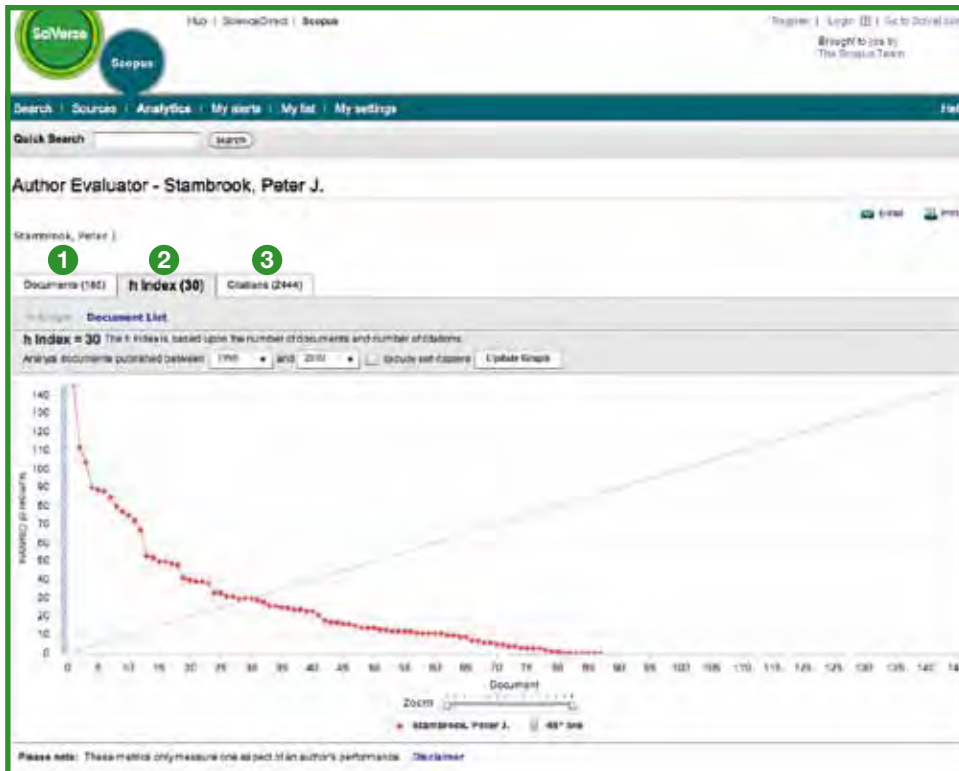 SciVerse
Scopus
Hub | ScienceDirect | Scopus
Register | Login | Go to SciVal
Brought to you by
The Scopus Team
Search | Sources | Analytics | My alerts | My list | My settings
Quick Search Search
Author Evaluator - Stambrook, Peter J.
E-mail Print
Stambrook, Peter J.
1 2 3
Documents h Index (30) Citations (2444)
h Graph Document List
h Index = 30 The h Index is based upon the number of documents and number of citations.
Analyze documents published between and Exclude self citations Update Graph
140
130
120
110
100
90
80
70
60
50
40
30
20
10
0
0 5 10 15 20 25 30 35 40 45 50 55 60 65 70 75 80 85 90 95 100 105 110 115 120 125 130 135 140
Document
Zoom
Stambrook, Peter J. 45° line
Please note: These metrics only measure one aspect of an author's performance. Disclaimer